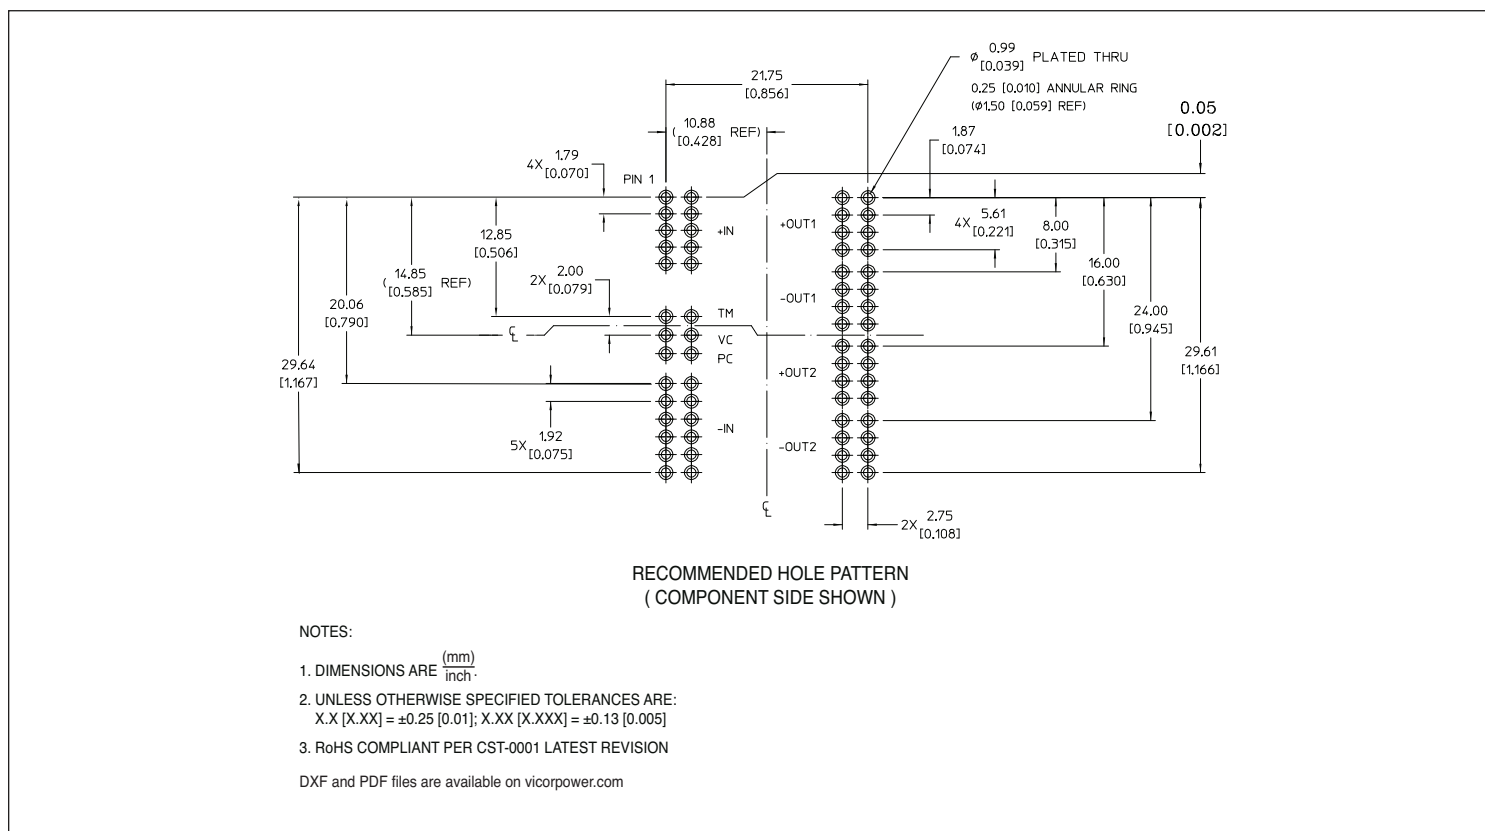 ø 0.99 [0.039] PLATED THRU
0.25 [0.010] ANNULAR RING
(ø1.50 [0.059] REF)
21.75
[0.856]
0.05
[0.002]
( 10.88 [0.428] REF)
1.87
[0.074]
4X 1.79 [0.070]
PIN 1
12.85
[0.506]
+IN
+OUT1
4X 5.61 [0.221]
8.00
[0.315]
( 14.85 [0.585] REF)
2X 2.00 [0.079]
16.00
[0.630]
20.06
[0.790]
-OUT1
TM
24.00
[0.945]
℄
VC
PC
29.64
[1.167]
+OUT2
29.61
[1.166]
5X 1.92 [0.075]
-IN
-OUT2
℄
2X 2.75 [0.108]
RECOMMENDED HOLE PATTERN
( COMPONENT SIDE SHOWN )
NOTES:
1. DIMENSIONS ARE (mm)/inch.
2. UNLESS OTHERWISE SPECIFIED TOLERANCES ARE:
X.X [X.XX] = ±0.25 [0.01]; X.XX [X.XXX] = ±0.13 [0.005]
3. RoHS COMPLIANT PER CST-0001 LATEST REVISION
DXF and PDF files are available on vicorpower.com